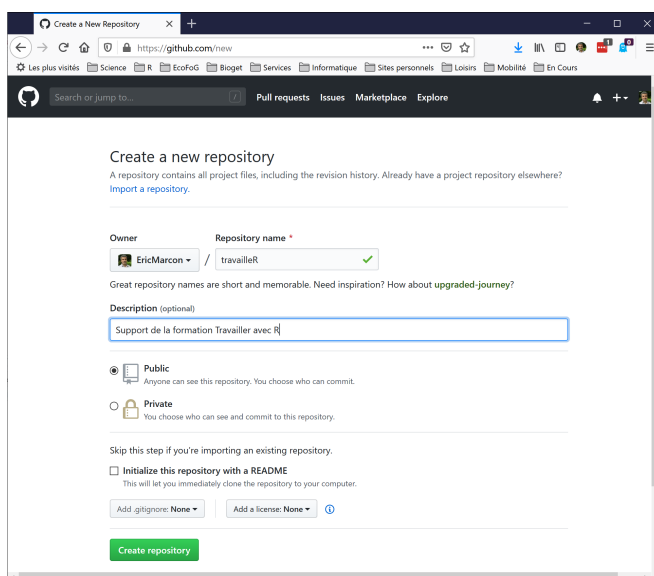 Create a New Repository
https://github.com/new
Les plus visités Science R EcoFoG Bioget Services Informatique Sites personnels Loisirs Mobilité En Cours
Search or jump to... / Pull requests Issues Marketplace Explore
Create a new repository
A repository contains all project files, including the revision history. Already have a project repository elsewhere?
Import a repository.
Owner Repository name *
EricMarcon / travailleR
Great repository names are short and memorable. Need inspiration? How about upgraded-journey?
Description (optional)
Support de la formation Travailler avec R
Public
Anyone can see this repository. You choose who can commit.
Private
You choose who can see and commit to this repository.
Skip this step if you're importing an existing repository.
Initialize this repository with a README
This will let you immediately clone the repository to your computer.
Add .gitignore: None Add a license: None
Create repository